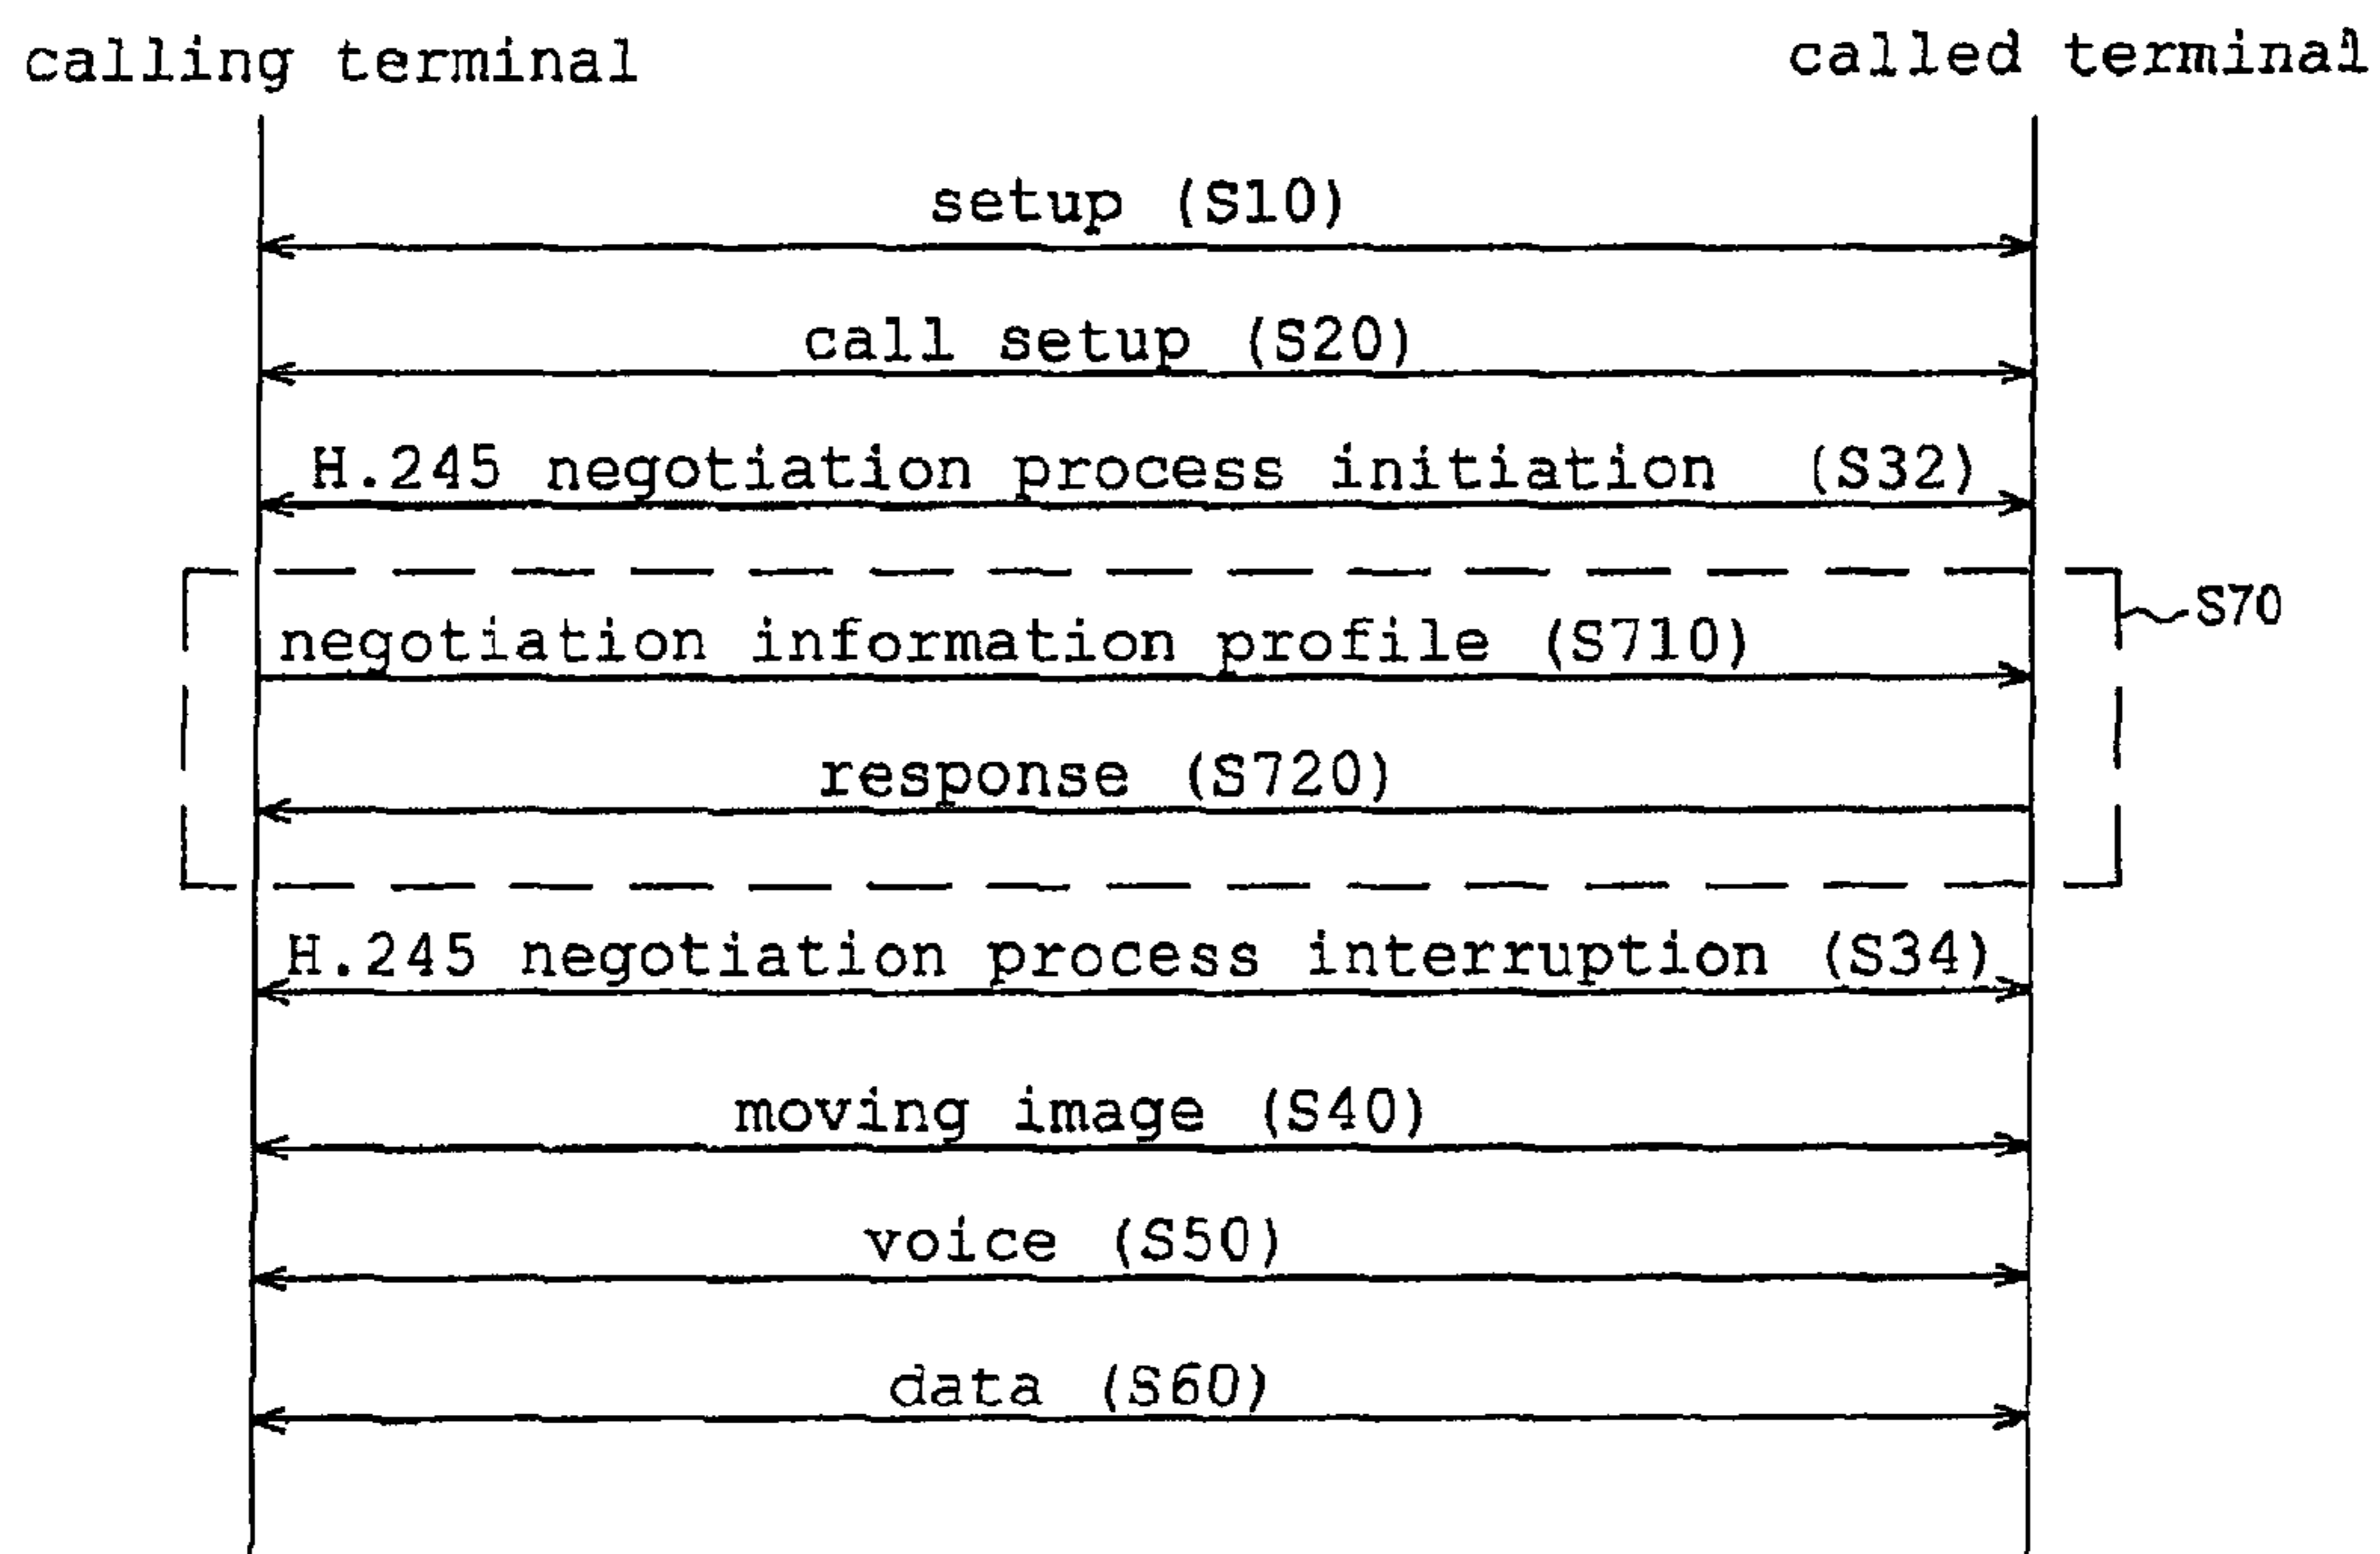 calling terminal
called terminal
setup (S10)
call setup (S20)
H.245 negotiation process initiation (S32)
S70
negotiation information profile (S710)
response (S720)
H.245 negotiation process interruption (S34)
moving image (S40)
voice (S50)
data (S60)